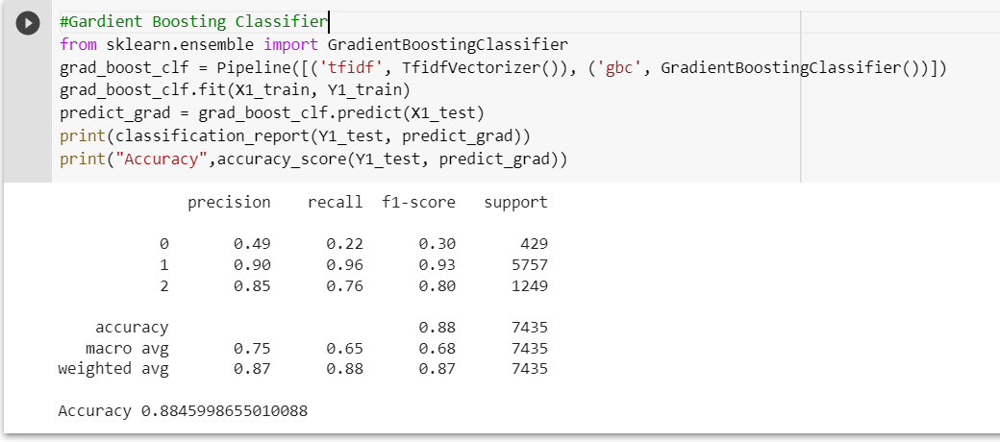 #Gardient Boosting Classifier
from sklearn.ensemble import GradientBoostingClassifier
grad_boost_clf = Pipeline([('tfidf', TfidfVectorizer()), ('gbc', GradientBoostingClassifier())])
grad_boost_clf.fit(X1_train, Y1_train)
predict_grad = grad_boost_clf.predict(X1_test)
print(classification_report(Y1_test, predict_grad))
print("Accuracy",accuracy_score(Y1_test, predict_grad))
precision recall f1-score support
0 0.49 0.22 0.30 429
1 0.90 0.96 0.93 5757
2 0.85 0.76 0.80 1249
accuracy 0.88 7435
macro avg 0.75 0.65 0.68 7435
weighted avg 0.87 0.88 0.87 7435
Accuracy 0.8845998655010088